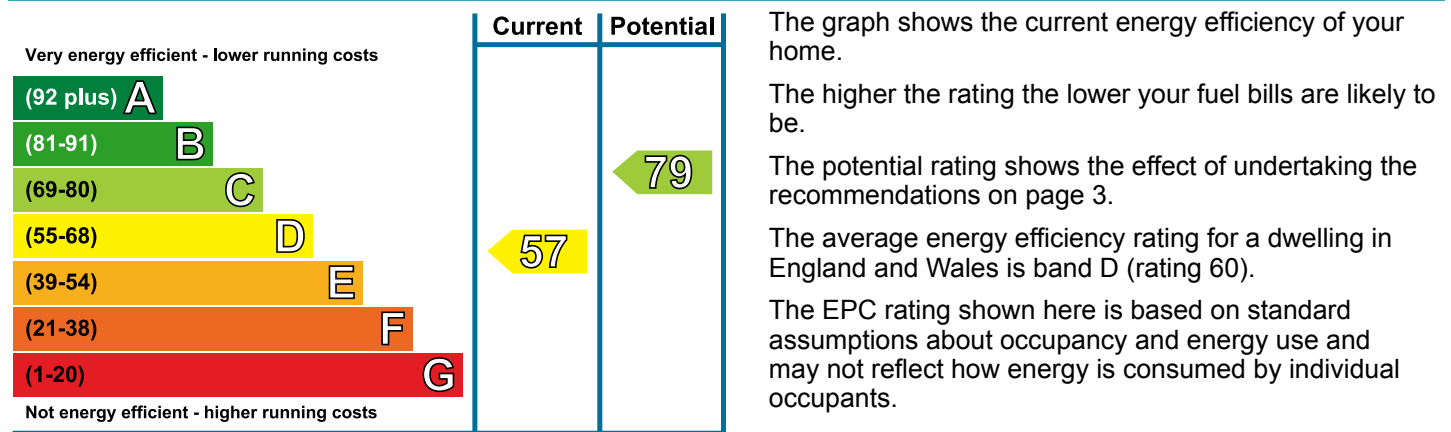 Current Potential
Very energy efficient - lower running costs
(92 plus) A
(81-91) B
(69-80) C
79
(55-68) D
57
(39-54) E
(21-38) F
(1-20) G
Not energy efficient - higher running costs
The graph shows the current energy efficiency of your
home.
The higher the rating the lower your fuel bills are likely to
be.
The potential rating shows the effect of undertaking the
recommendations on page 3.
The average energy efficiency rating for a dwelling in
England and Wales is band D (rating 60).
The EPC rating shown here is based on standard
assumptions about occupancy and energy use and
may not reflect how energy is consumed by individual
occupants.